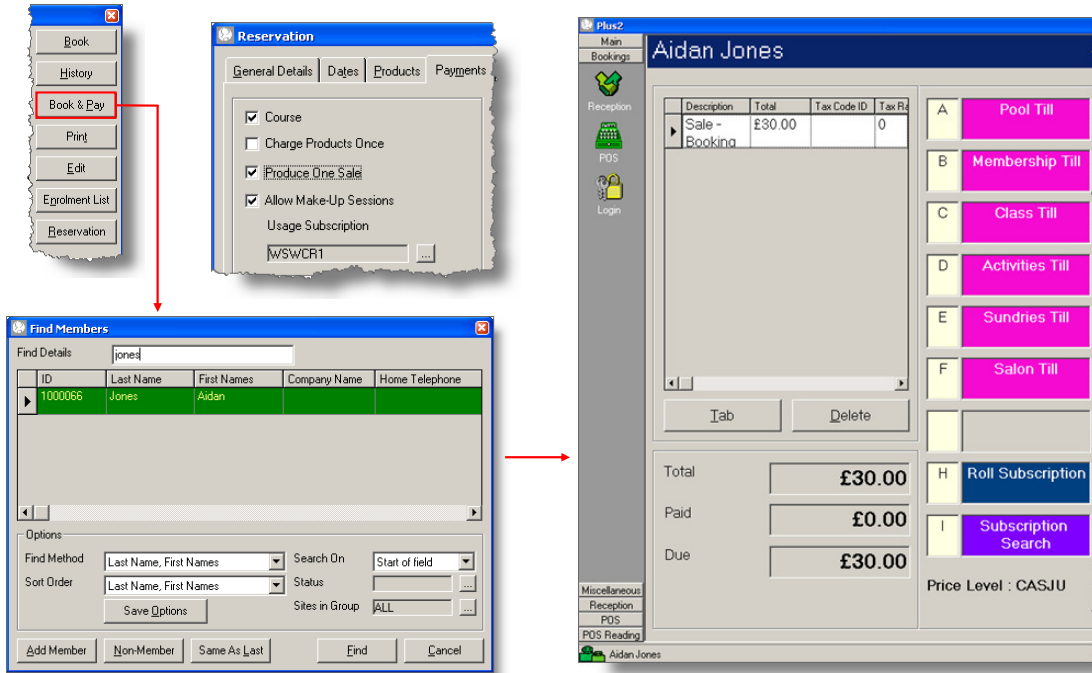 Book
History
Book & Pay
Print
Edit
Enrolment List
Reservation
Reservation
General Details Dates Products Payments
Course
Charge Products Once
Produce One Sale
Allow Make-Up Sessions
Usage Subscription
WSWCR1 ...
Find Members
Find Details jones
ID Last Name First Names Company Name Home Telephone
1000066 Jones Aidan
Options
Find Method Last Name, First Names Search On Start of field
Sort Order Last Name, First Names Status ...
Save Options Sites in Group ALL ...
Add Member Non-Member Same As Last Find Cancel
Plus2
Main
Bookings
Reception
POS
Login
Miscellaneous
Reception
POS
POS Reading
Aidan Jones
Description Total Tax Code ID Tax Ra
Sale - £30.00 0
Booking
Tab Delete
Total £30.00
Paid £0.00
Due £30.00
A Pool Till
B Membership Till
C Class Till
D Activities Till
E Sundries Till
F Salon Till
H Roll Subscription
I Subscription
Search
Price Level : CASJU
Aidan Jones